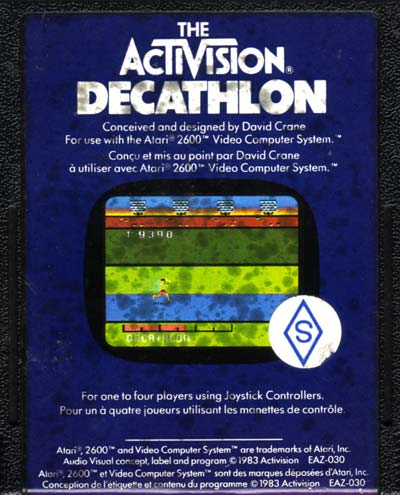 THE
ACTIVISION®
DECATHLON
Conceived and designed by David Crane
For use with the Atari® 2600™ Video Computer System.™
Conçu et mis au point par David Crane
à utiliser avec Atari® 2600™ Video Computer System.™
1 9390
DECATHLON
S
For one to four players using Joystick Controllers.
Pour un à quatre joueurs utilisant les manettes de contrôle.
Atari®, 2600™ and Video Computer System™ are trademarks of Atari, Inc.
Audio Visual concept, label and program © 1983 Activision EAZ-030
Atari®, 2600™ et Video Computer System™ sont des marques déposées d'Atari, Inc.
Conception de l'étiquette et contenu du programme © 1983 Activision EAZ-030